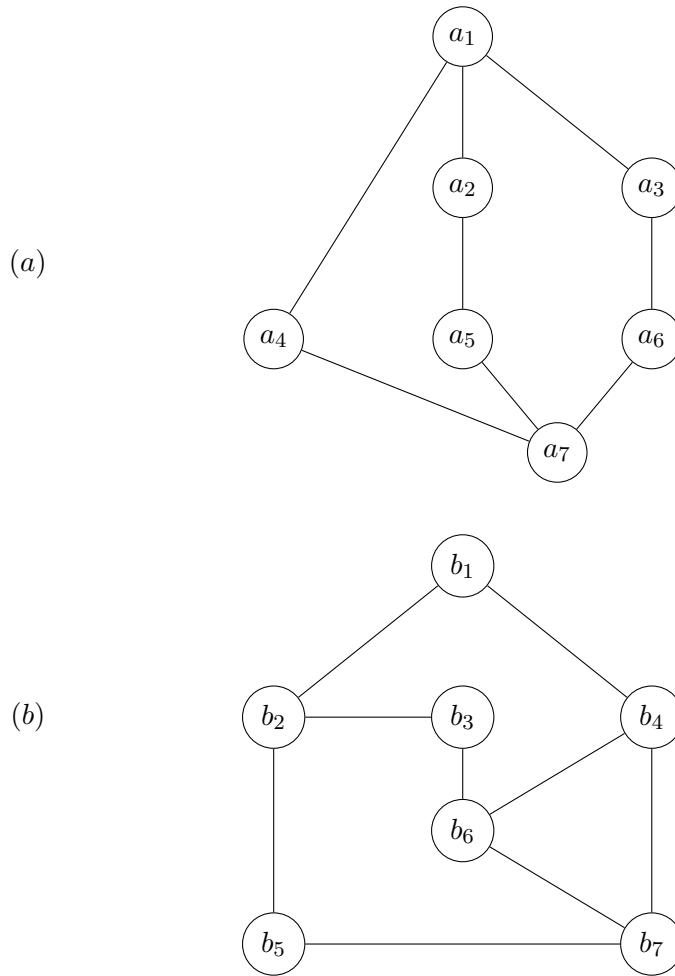 a₁
a₂ a₃
(a)
a₄ a₅ a₆
a₇
b₁
(b) b₂ b₃ b₄
b₆
b₅ b₇